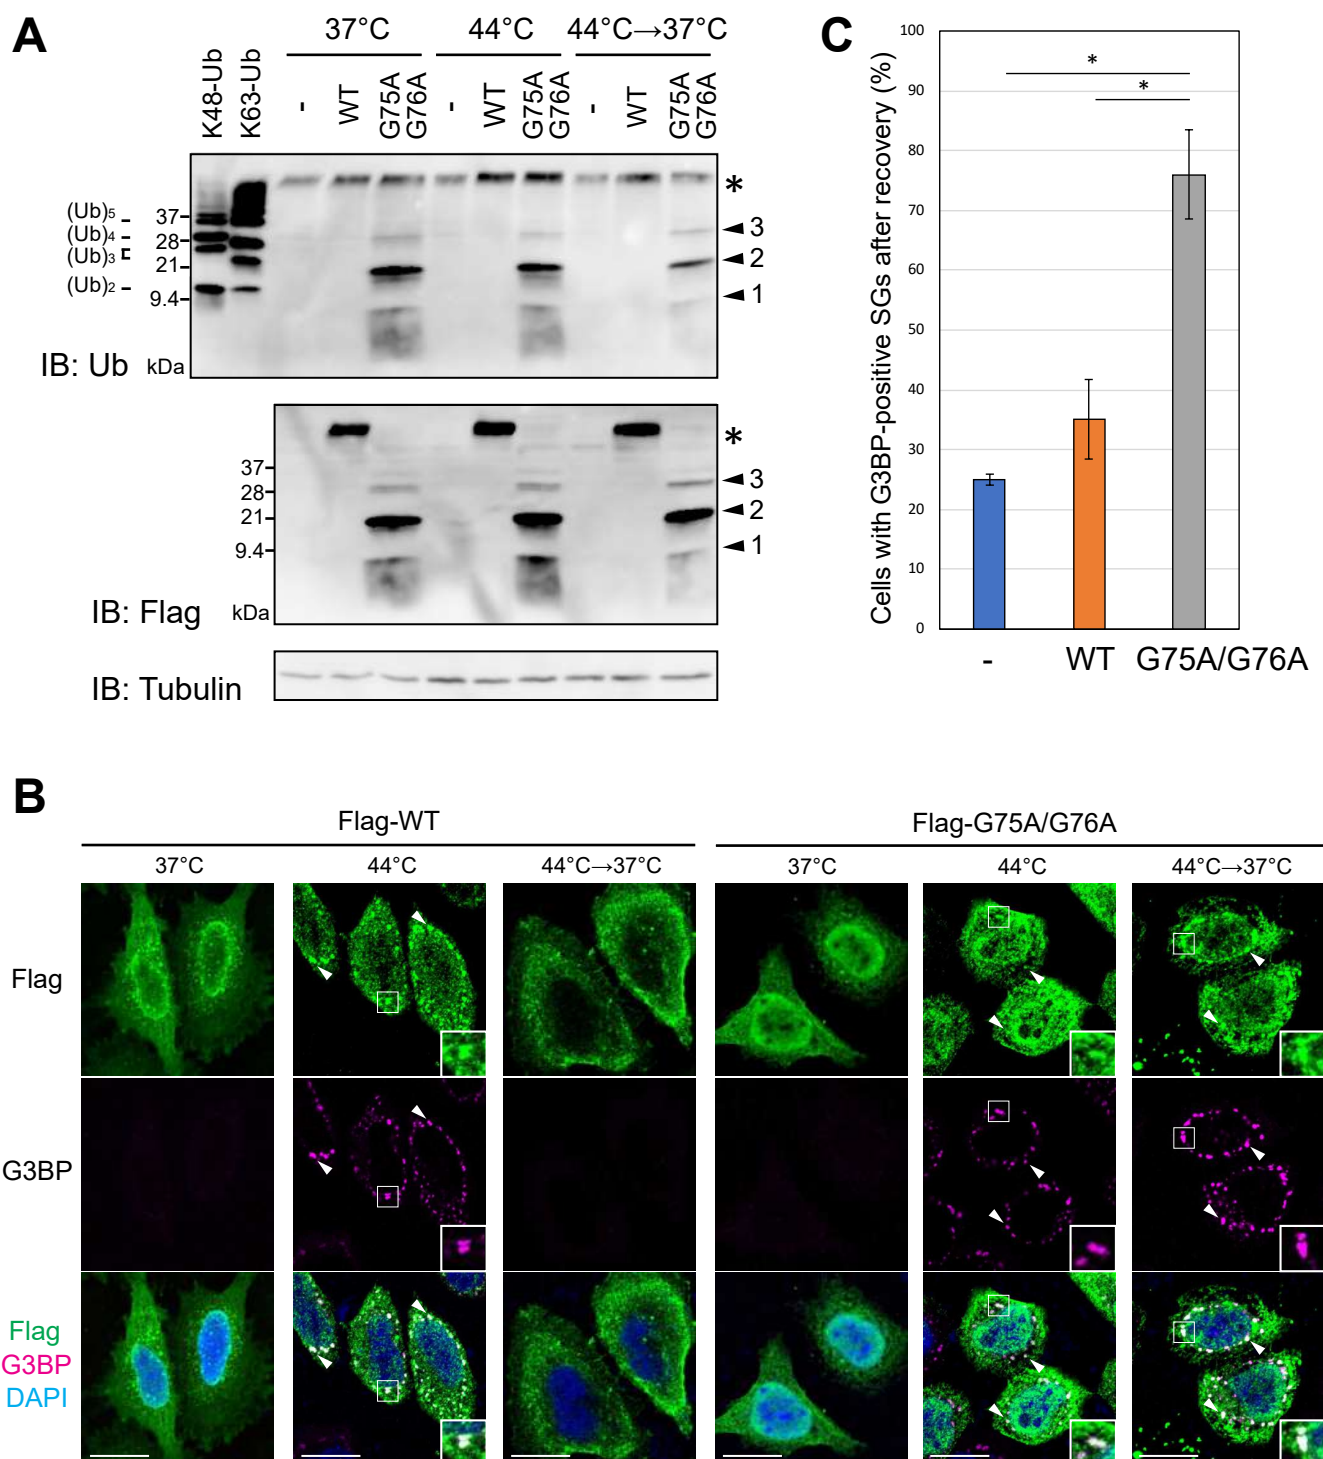 A
37°C 44°C 44°C→37°C
K48-Ub K63-Ub - WT G75A G76A - WT G75A G76A - WT G75A G76A
(Ub)5
(Ub)4
(Ub)3
(Ub)2
37
28
21
9.4
*
3
2
1
IB: Ub kDa
37
28
21
9.4
*
3
2
1
IB: Flag kDa
IB: Tubulin
C
Cells with G3BP-positive SGs after recovery (%)
100
90
80
70
60
50
40
30
20
10
0
*
*
- WT G75A/G76A
B
Flag-WT Flag-G75A/G76A
37°C 44°C 44°C→37°C 37°C 44°C 44°C→37°C
Flag
G3BP
Flag
G3BP
DAPI